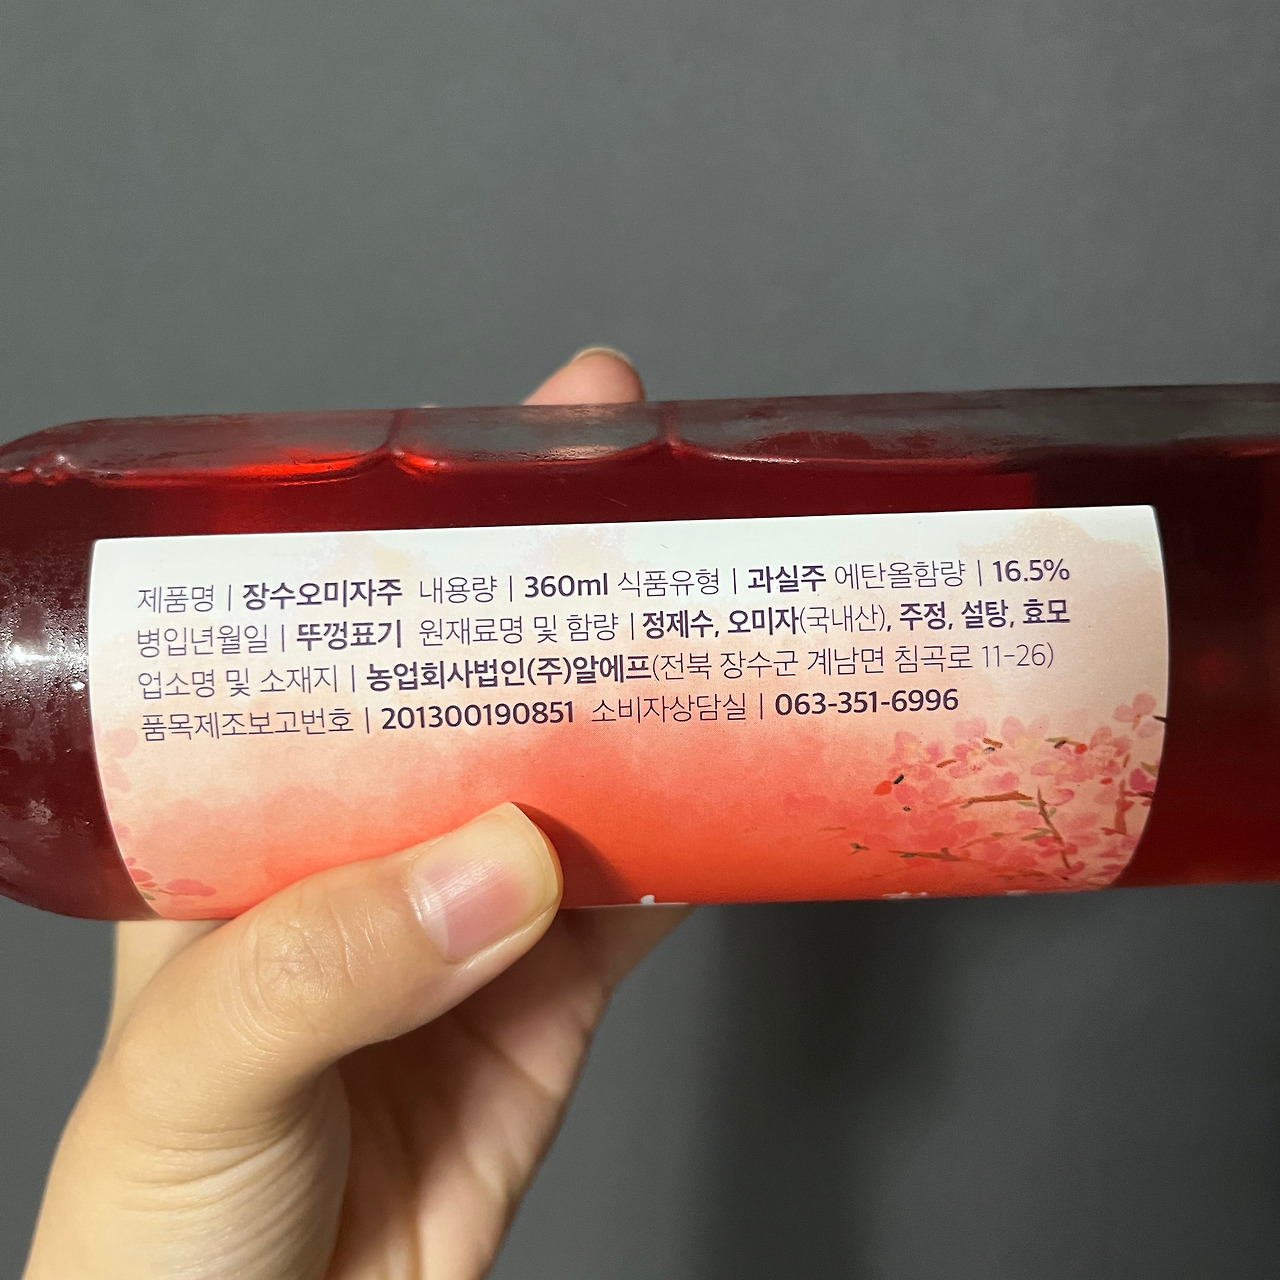 제품명 | 장수오미자주 내용량 | 360ml 식품유형 | 과실주 에탄올함량 | 16.5%
병입년월일 | 뚜껑표기 원재료명 및 함량 | 정제수, 오미자(국내산), 주정, 설탕, 효모
업소명 및 소재지 | 농업회사법인(주)알에프(전북 장수군 계남면 침곡로 11-26)
품목제조보고번호 | 201300190851 소비자상담실 | 063-351-6996